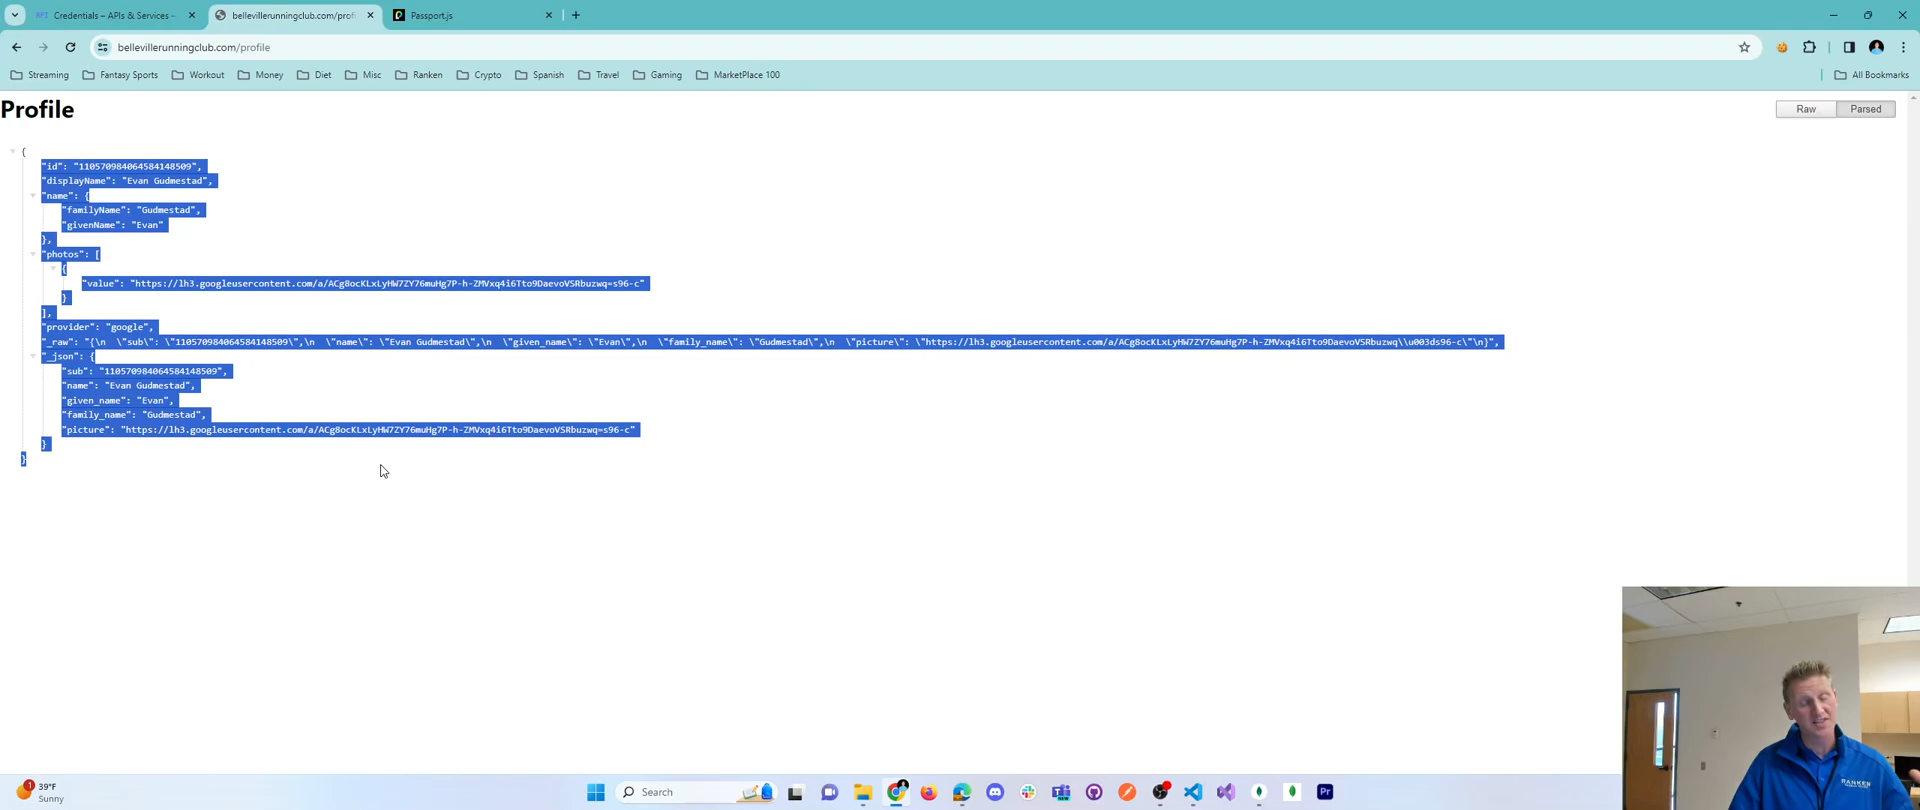 Credentials – APIs & Services -
bellevillerunningclub.com/profi
Passport.js
bellevillerunningclub.com/profile
Streaming Fantasy Sports Workout Money Diet Misc Ranken Crypto Spanish Travel Gaming MarketPlace 100 All Bookmarks
Profile
Raw Parsed
{
"id": "110570984064584148509",
"displayName": "Evan Gudmestad",
"name": {
"familyName": "Gudmestad",
"givenName": "Evan"
},
"photos": [
{
"value": "https://lh3.googleusercontent.com/a/ACg8ocKLxLyHW7ZY76muHg7P-h-ZMVxq4i6Tto9DaevoVSRbuzwq=s96-c"
}
],
"provider": "google",
"_raw": "{\n  \"sub\": \"110570984064584148509\",\n  \"name\": \"Evan Gudmestad\",\n  \"given_name\": \"Evan\",\n  \"family_name\": \"Gudmestad\",\n  \"picture\": \"https://lh3.googleusercontent.com/a/ACg8ocKLxLyHW7ZY76muHg7P-h-ZMVxq4i6Tto9DaevoVSRbuzwq\\u003ds96-c\"\n}",
"_json": {
"sub": "110570984064584148509",
"name": "Evan Gudmestad",
"given_name": "Evan",
"family_name": "Gudmestad",
"picture": "https://lh3.googleusercontent.com/a/ACg8ocKLxLyHW7ZY76muHg7P-h-ZMVxq4i6Tto9DaevoVSRbuzwq=s96-c"
}
}
RANKEN
1
39°F
Sunny
Search
NEW
Pr